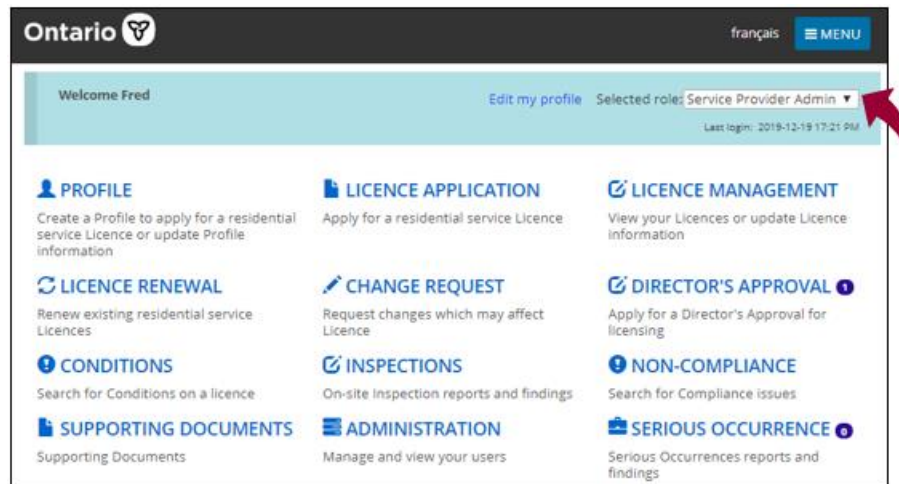 Ontario
français MENU
Welcome Fred
Edit my profile Selected role: Service Provider Admin
Last login: 2019-12-19 17:21 PM
PROFILE
Create a Profile to apply for a residential
service Licence or update Profile
information
LICENCE APPLICATION
Apply for a residential service Licence
LICENCE MANAGEMENT
View your Licences or update Licence
information
LICENCE RENEWAL
Renew existing residential service
Licences
CHANGE REQUEST
Request changes which may affect
Licence
DIRECTOR'S APPROVAL 1
Apply for a Director's Approval for
licensing
CONDITIONS
Search for Conditions on a licence
INSPECTIONS
On-site Inspection reports and findings
NON-COMPLIANCE
Search for Compliance issues
SUPPORTING DOCUMENTS
Supporting Documents
ADMINISTRATION
Manage and view your users
SERIOUS OCCURRENCE 0
Serious Occurrences reports and
findings